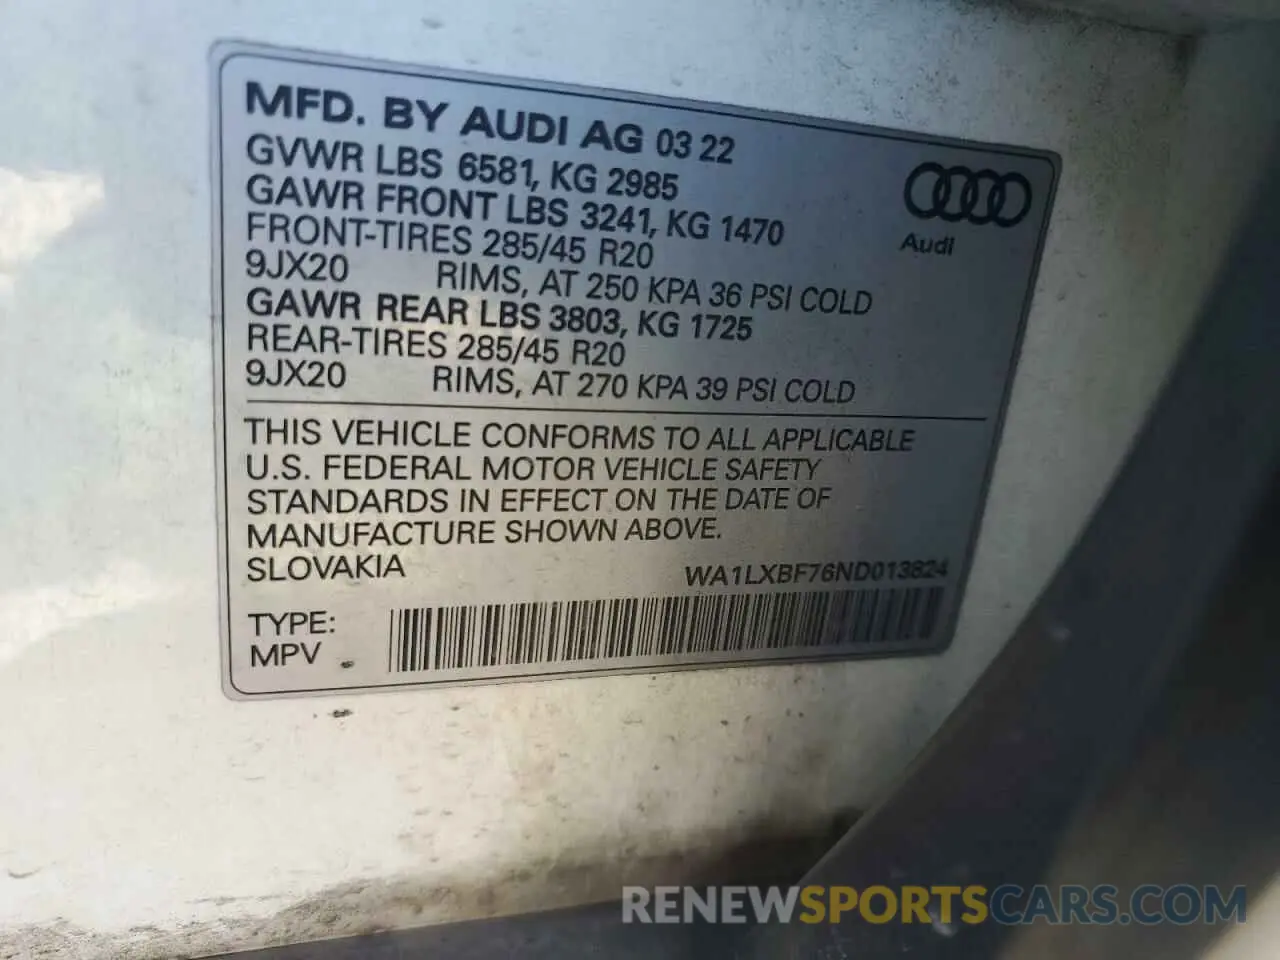 MFD. BY AUDI AG 03 22
GVWR LBS 6581, KG 2985
GAWR FRONT LBS 3241, KG 1470
FRONT-TIRES 285/45 R20
9JX20 RIMS, AT 250 KPA 36 PSI COLD
GAWR REAR LBS 3803, KG 1725
REAR-TIRES 285/45 R20
9JX20 RIMS, AT 270 KPA 39 PSI COLD
Audi
THIS VEHICLE CONFORMS TO ALL APPLICABLE
U.S. FEDERAL MOTOR VEHICLE SAFETY
STANDARDS IN EFFECT ON THE DATE OF
MANUFACTURE SHOWN ABOVE.
SLOVAKIA WA1LXBF76ND013824
TYPE:
MPV
RENEWSPORTSCARS.COM